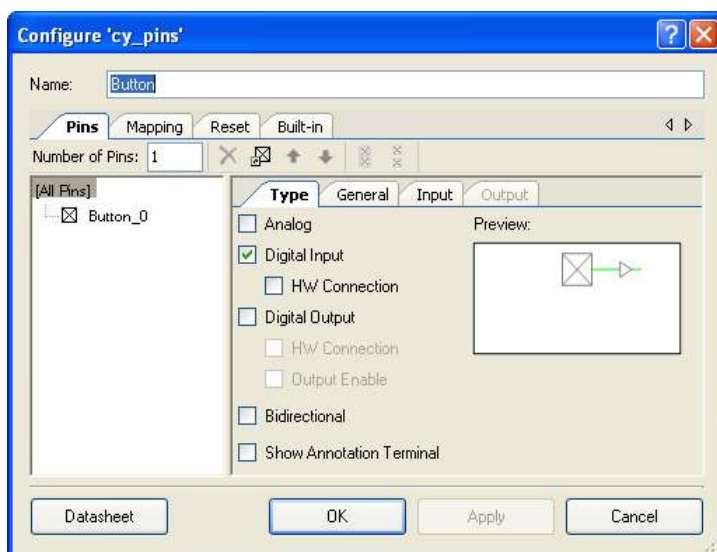 Configure 'cy_pins'
Name: Button
Pins Mapping Reset Built-in
Number of Pins: 1
[All Pins]
Button_0
Type General Input Output
Analog
Preview:
Digital Input
HW Connection
Digital Output
HW Connection
Output Enable
Bidirectional
Show Annotation Terminal
Datasheet OK Apply Cancel